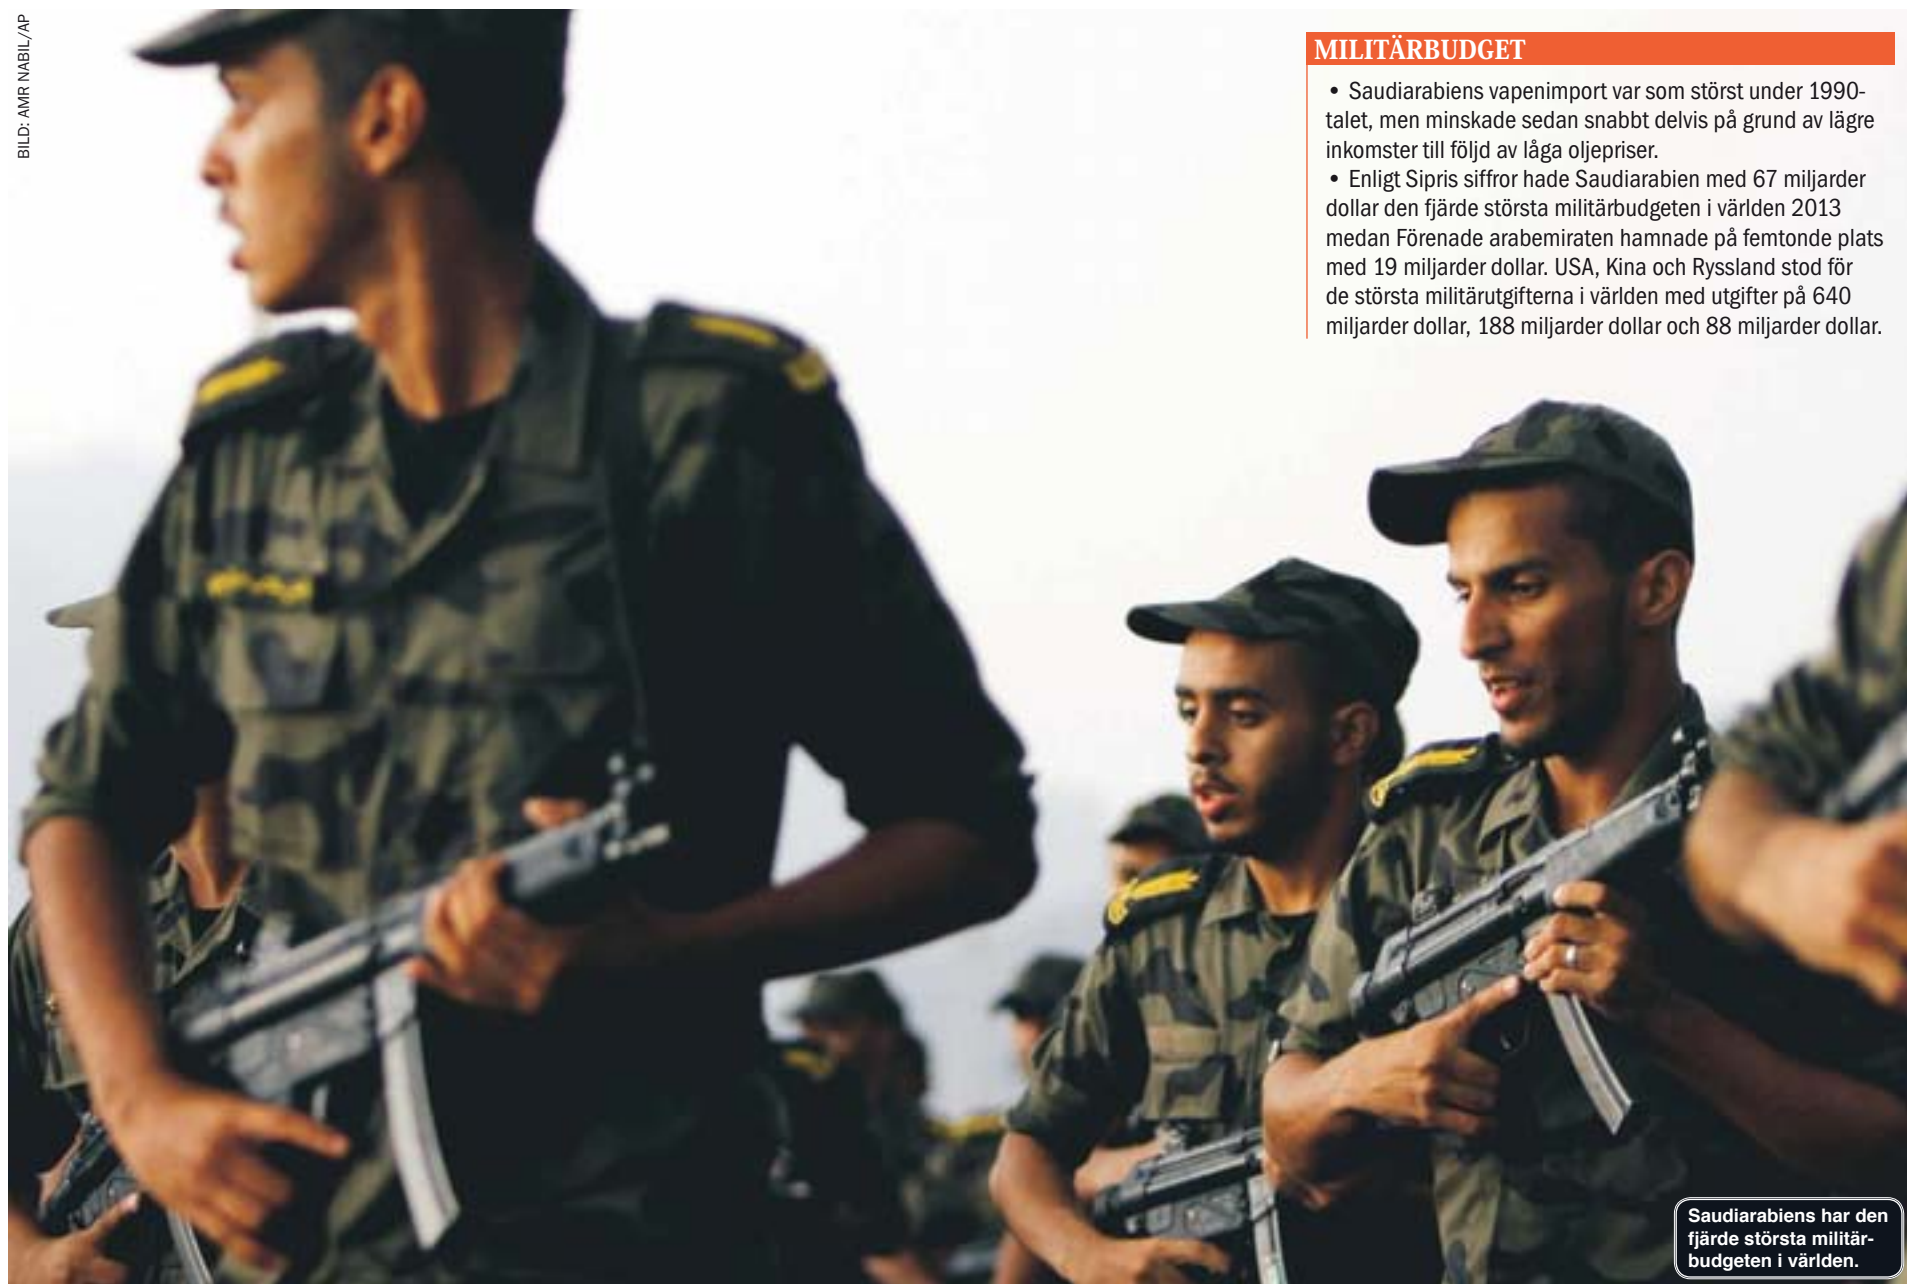 BILD: AMR NABIL/AP
MILITÄRBUDGET
• Saudiarabiens vapenimport var som störst under 1990-
talet, men minskade sedan snabbt delvis på grund av lägre
inkomster till följd av låga oljepriser.
• Enligt Sipris siffror hade Saudiarabien med 67 miljarder
dollar den fjärde största militärbudgeten i världen 2013
medan Förenade arabemiraten hamnade på femtonde plats
med 19 miljarder dollar. USA, Kina och Ryssland stod för
de största militärutgifterna i världen med utgifter på 640
miljarder dollar, 188 miljarder dollar och 88 miljarder dollar.
Saudiarabiens har den
fjärde största militär-
budgeten i världen.